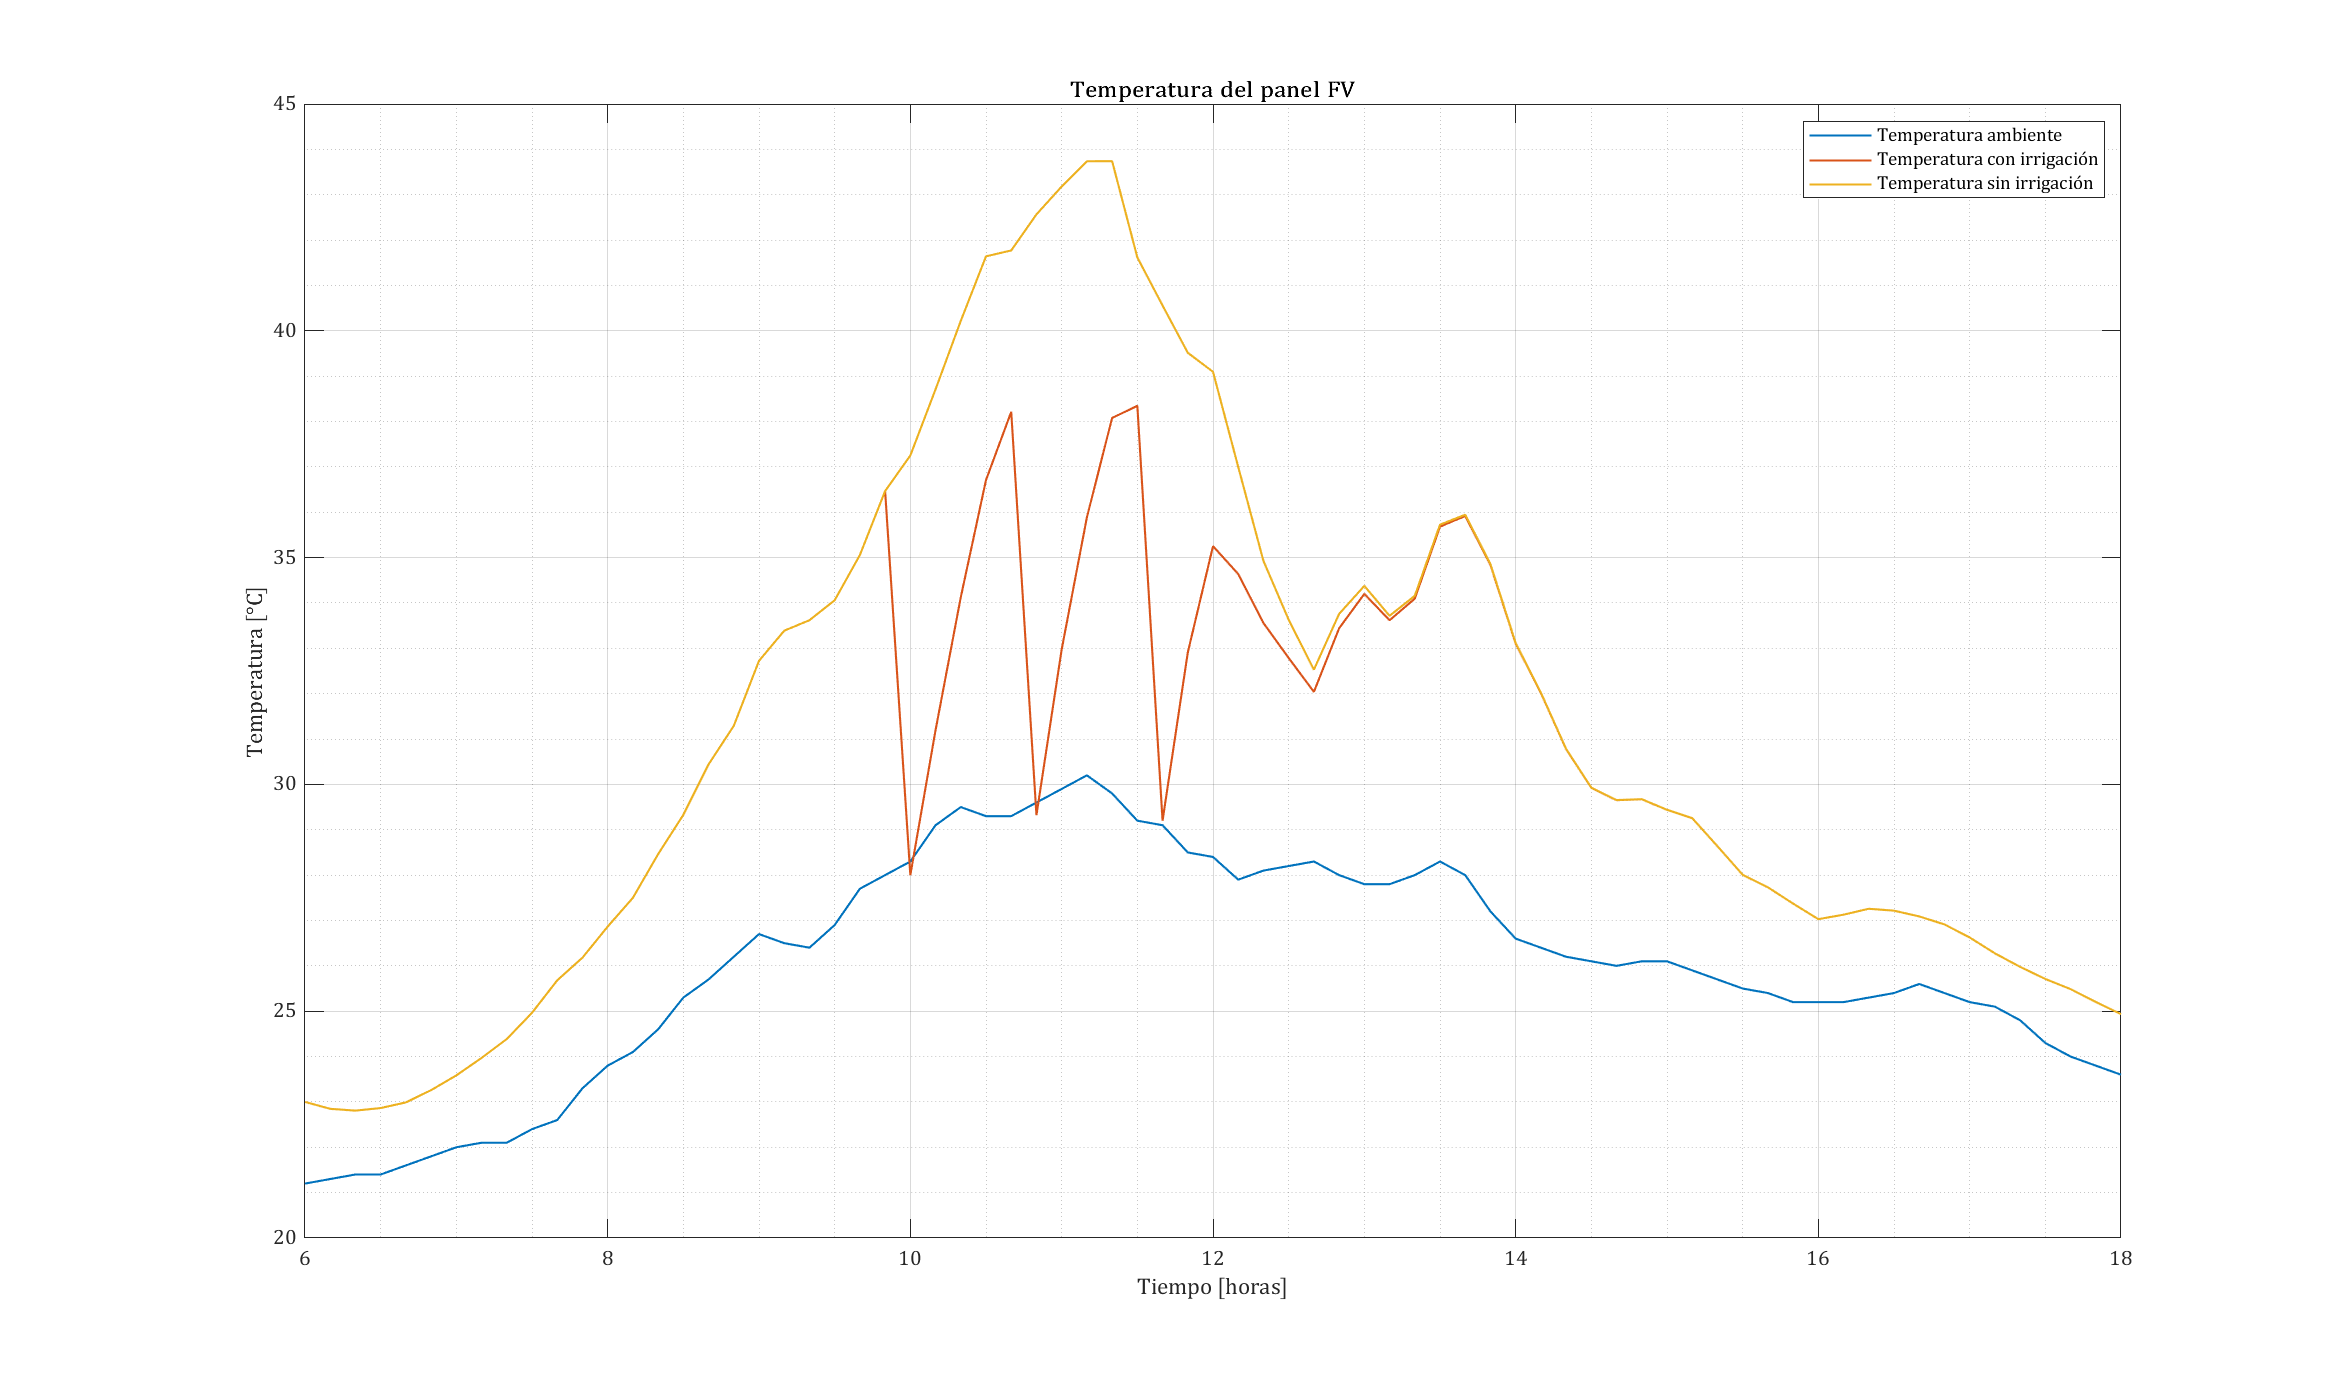 Temperatura del panel FV
45
40
35
30
25
20
Temperatura [°C]
Temperatura ambiente
Temperatura con irrigación
Temperatura sin irrigación
6 8 10 12 14 16 18
Tiempo [horas]